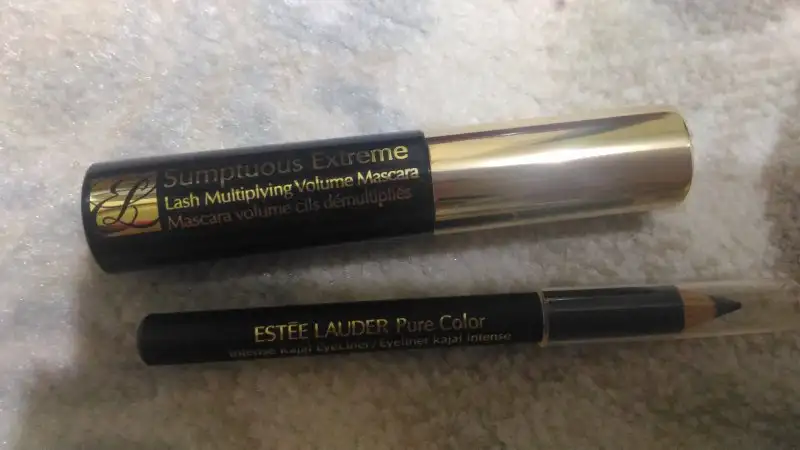 Sumptuous Extreme
Lash Multiplying Volume Mascara
Mascara volume cils démultipliés
ESTĒE LAUDER Pure Color
Intense Kajal EyeLiner/Eyeliner kajal intense